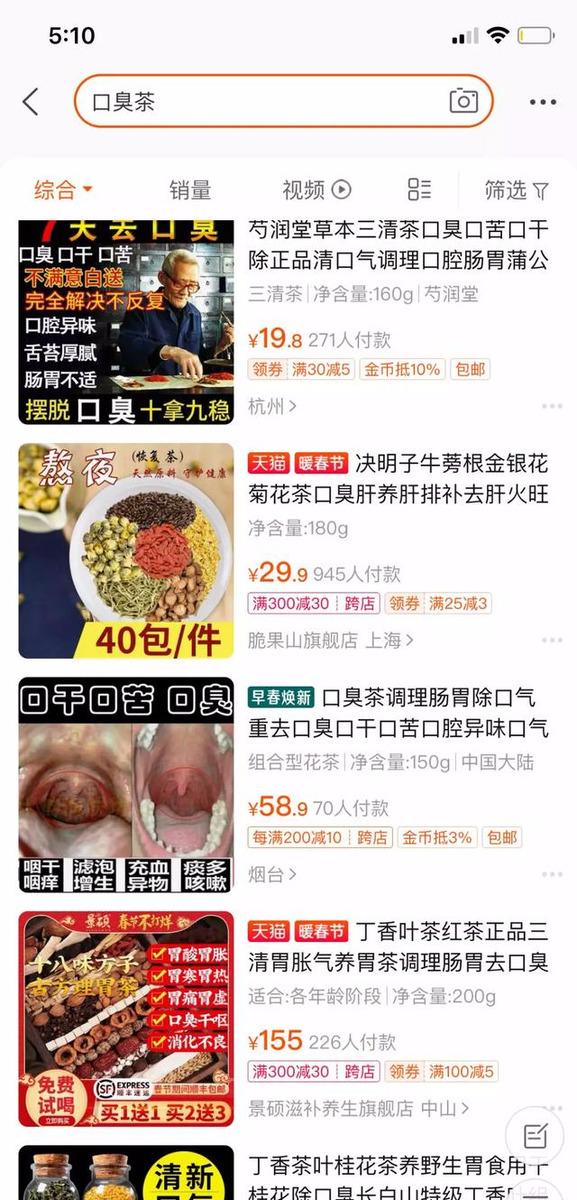 5:10
口臭茶
综合
销量
视频
筛选
7天去口臭
口臭 口干 口苦
不满意白送
完全解决不反复
口腔异味
舌苔厚腻
肠胃不适
摆脱 口臭 十拿九稳
芍润堂草本三清茶口臭口苦口干
除正品清口气调理口腔肠胃蒲公
三清茶|净含量:160g|芍润堂
¥19.8 271人付款
领券 满30减5 金币抵10% 包邮
杭州
熬夜
(恢复茶)
天然原料 守护健康
40包/件
天猫 暖春节 决明子牛蒡根金银花
菊花茶口臭肝养肝排补去肝火旺
净含量:180g
¥29.9 945人付款
满300减30 跨店 领券 满25减3
脆果山旗舰店 上海
口干口苦 口臭
咽干 滤泡 充血 痰多
咽痒 增生 异物 咳嗽
早春焕新 口臭茶调理肠胃除口气
重去口臭口干口苦口腔异味口气
组合型花茶|净含量:150g|中国大陆
¥58.9 70人付款
每满200减10 跨店 金币抵3% 包邮
烟台
景硕 春节不打烊
十八味方子
古方理胃茶
胃酸胃胀
胃寒胃热
胃痛胃虚
口臭干呕
消化不良
免费
试喝
立即购买
SF EXPRESS
顺丰速运
春节期间顺丰包邮
买1送1 买2送3
天猫 暖春节 丁香叶茶红茶正品三
清胃胀气养胃茶调理肠胃去口臭
适合:各年龄阶段|净含量:200g
¥155 226人付款
满300减30 跨店 领券 满100减5
景硕滋补养生旗舰店 中山
清新
丁香茶叶桂花茶养野生胃食用干
桂花除口臭长白山特级丁香